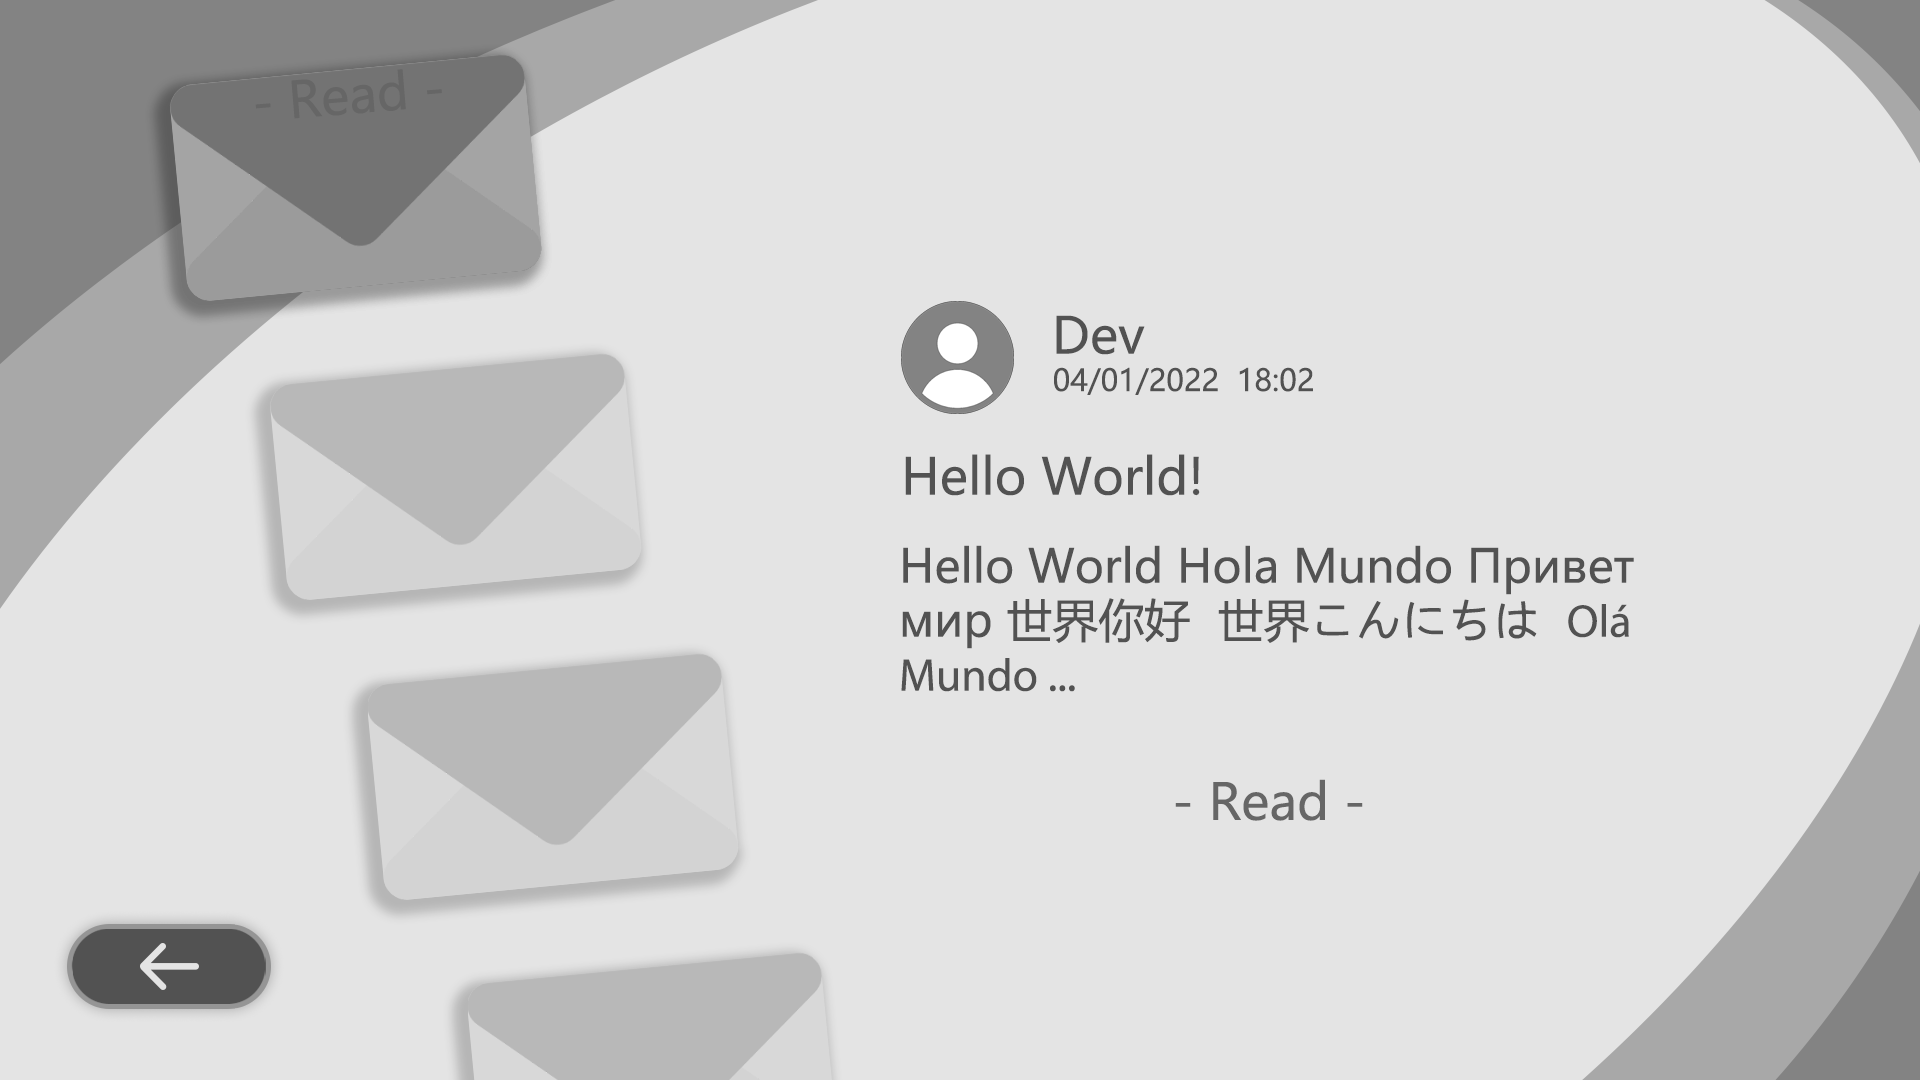 - Read -
Dev
04/01/2022 18:02
Hello World!
Hello World Hola Mundo Привет
мир 世界你好 世界こんにちは Olá
Mundo ...
- Read -